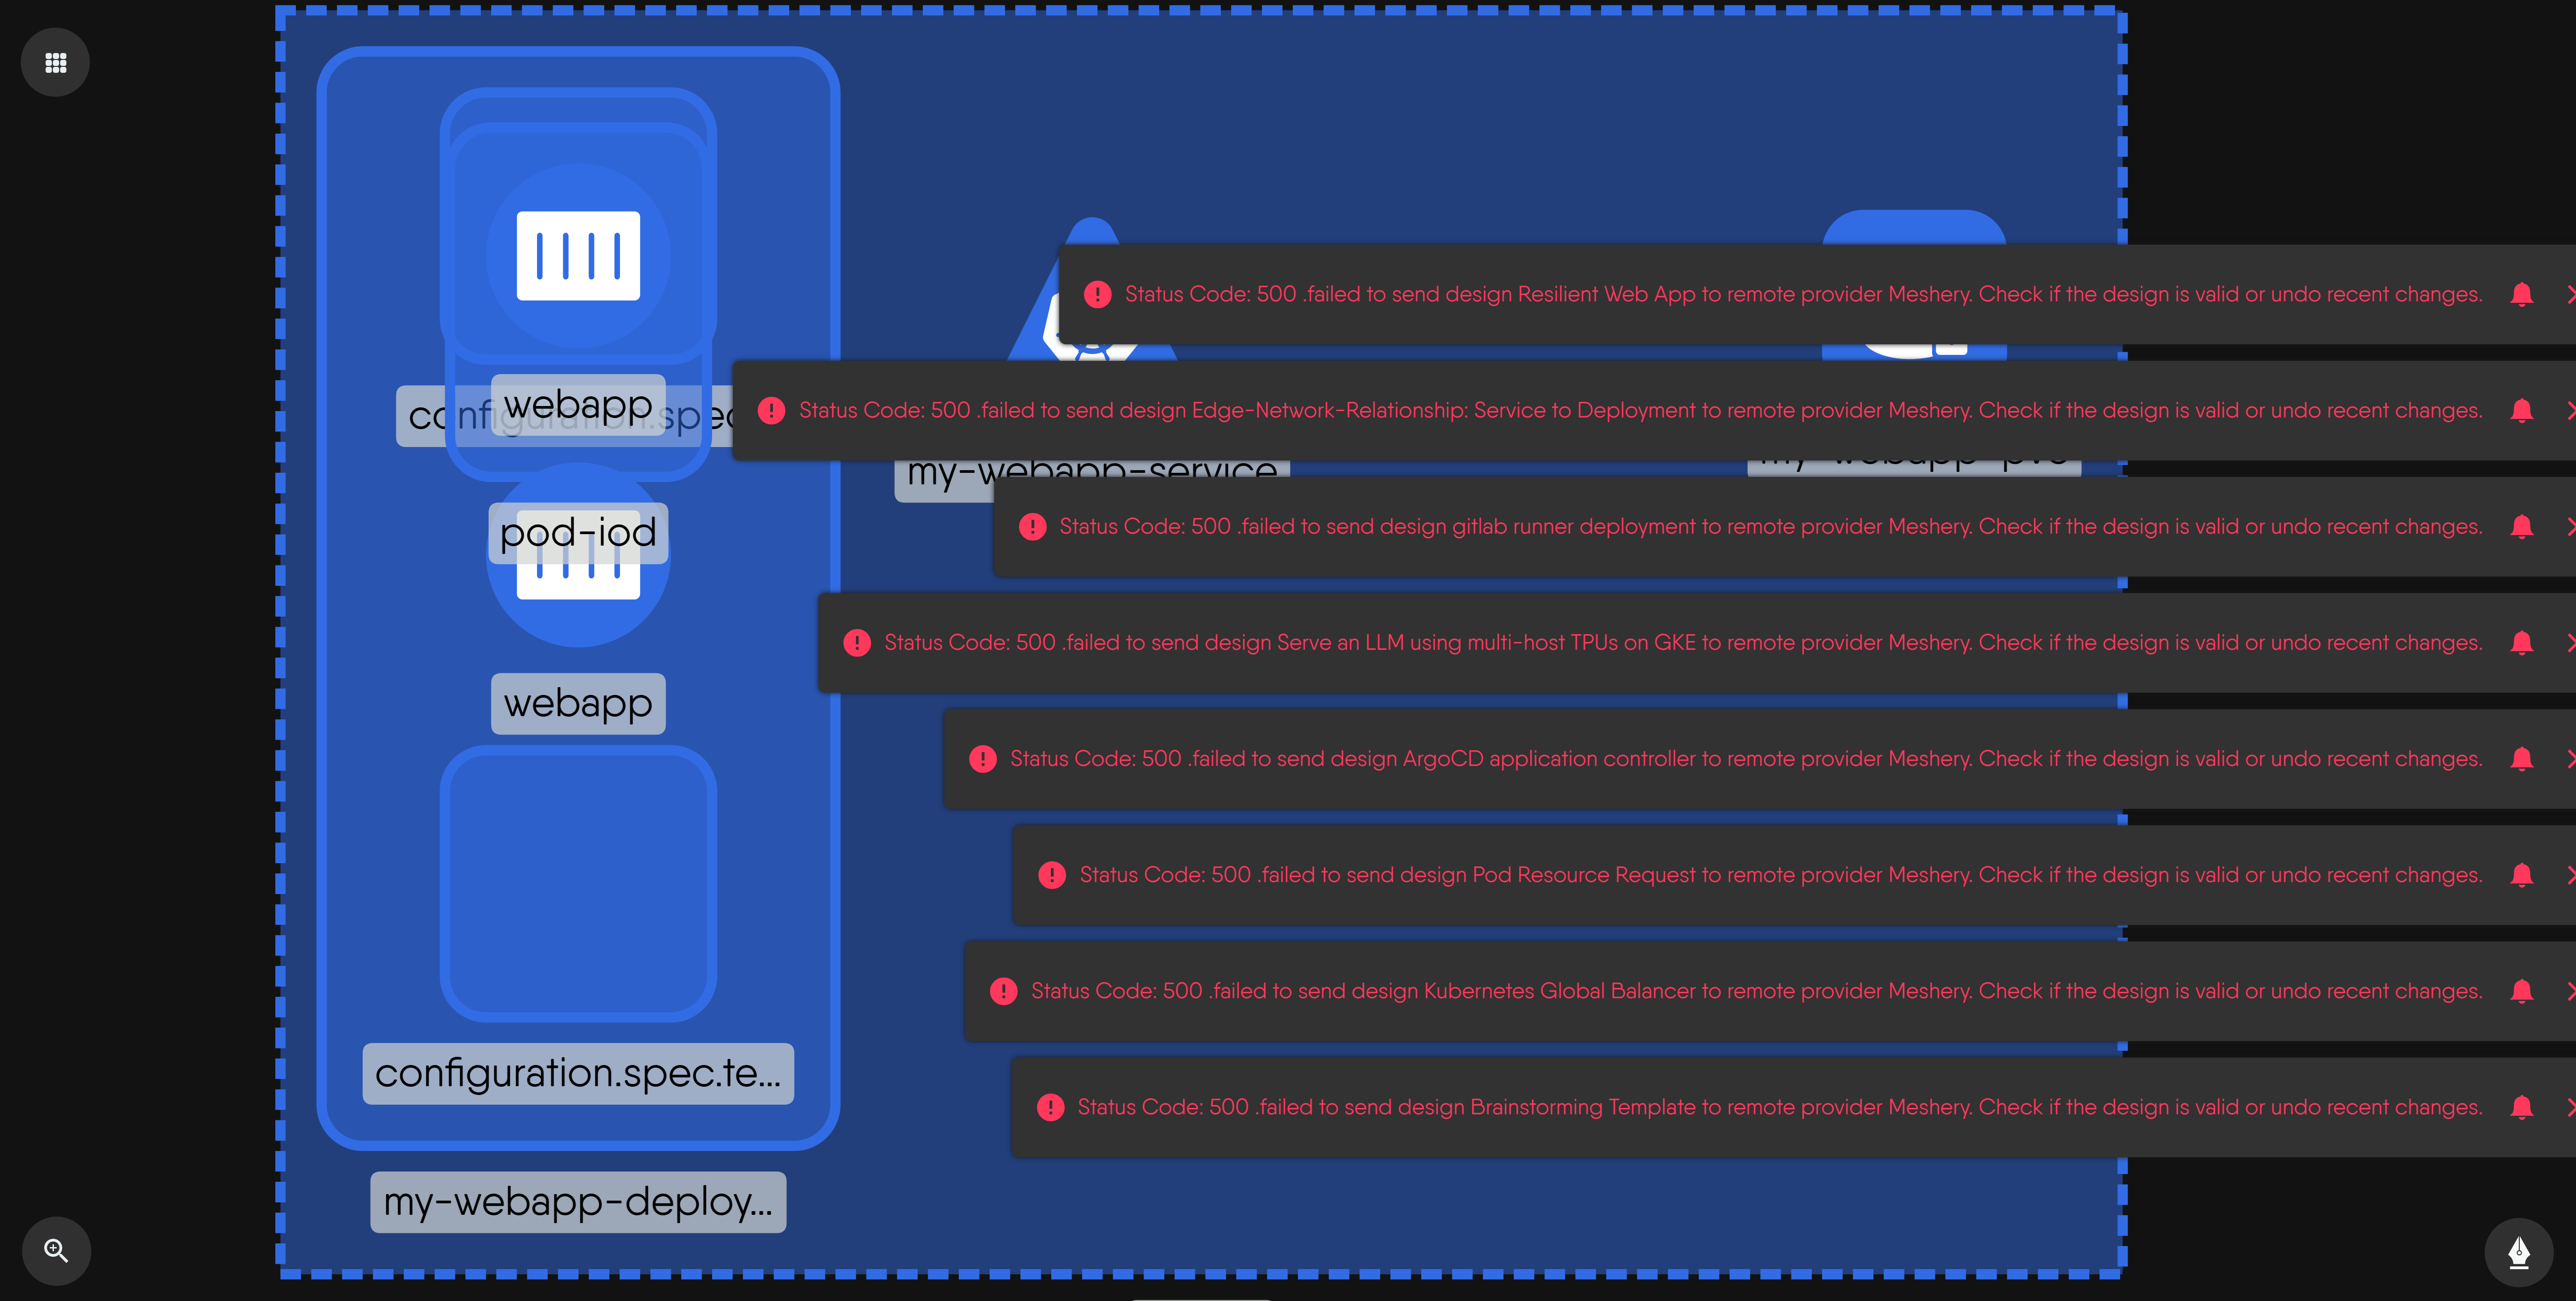 Status Code: 500 .failed to send design Resilient Web App to remote provider Meshery. Check if the design is valid or undo recent changes.
webapp
configuration.spec
Status Code: 500 .failed to send design Edge-Network-Relationship: Service to Deployment to remote provider Meshery. Check if the design is valid or undo recent changes.
my-webapp-service
my-webapp-pvc
pod-iod
Status Code: 500 .failed to send design gitlab runner deployment to remote provider Meshery. Check if the design is valid or undo recent changes.
Status Code: 500 .failed to send design Serve an LLM using multi-host TPUs on GKE to remote provider Meshery. Check if the design is valid or undo recent changes.
webapp
Status Code: 500 .failed to send design ArgoCD application controller to remote provider Meshery. Check if the design is valid or undo recent changes.
Status Code: 500 .failed to send design Pod Resource Request to remote provider Meshery. Check if the design is valid or undo recent changes.
Status Code: 500 .failed to send design Kubernetes Global Balancer to remote provider Meshery. Check if the design is valid or undo recent changes.
configuration.spec.te...
Status Code: 500 .failed to send design Brainstorming Template to remote provider Meshery. Check if the design is valid or undo recent changes.
my-webapp-deploy...